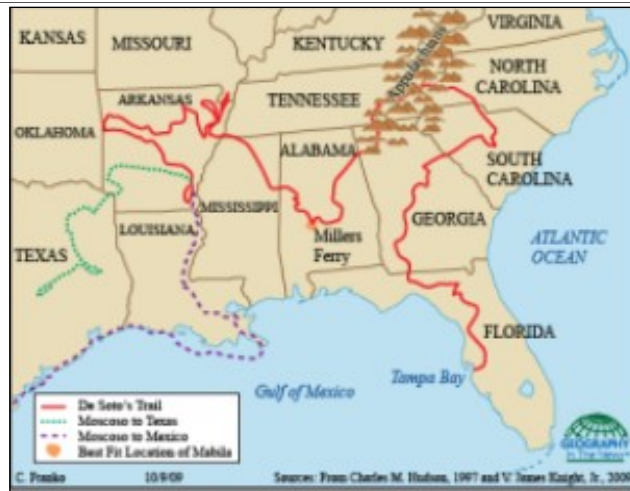 KANSAS
MISSOURI
KENTUCKY
VIRGINIA
Appalachians
NORTH
CAROLINA
ARKANSAS
TENNESSEE
OKLAHOMA
ALABAMA
SOUTH
CAROLINA
MISSISSIPPI
GEORGIA
LOUISIANA
Millers
Ferry
TEXAS
ATLANTIC
OCEAN
FLORIDA
Gulf of Mexico
Tampa Bay
De Soto's Trail
Moscoso to Texas
Moscoso to Mexico
Best Fit Location of Mabila
GEOGRAPHY
In The News
C. Franko 10/9/09 Sources: From Charles M. Hudson, 1997 and V. James Knight, Jr., 2009